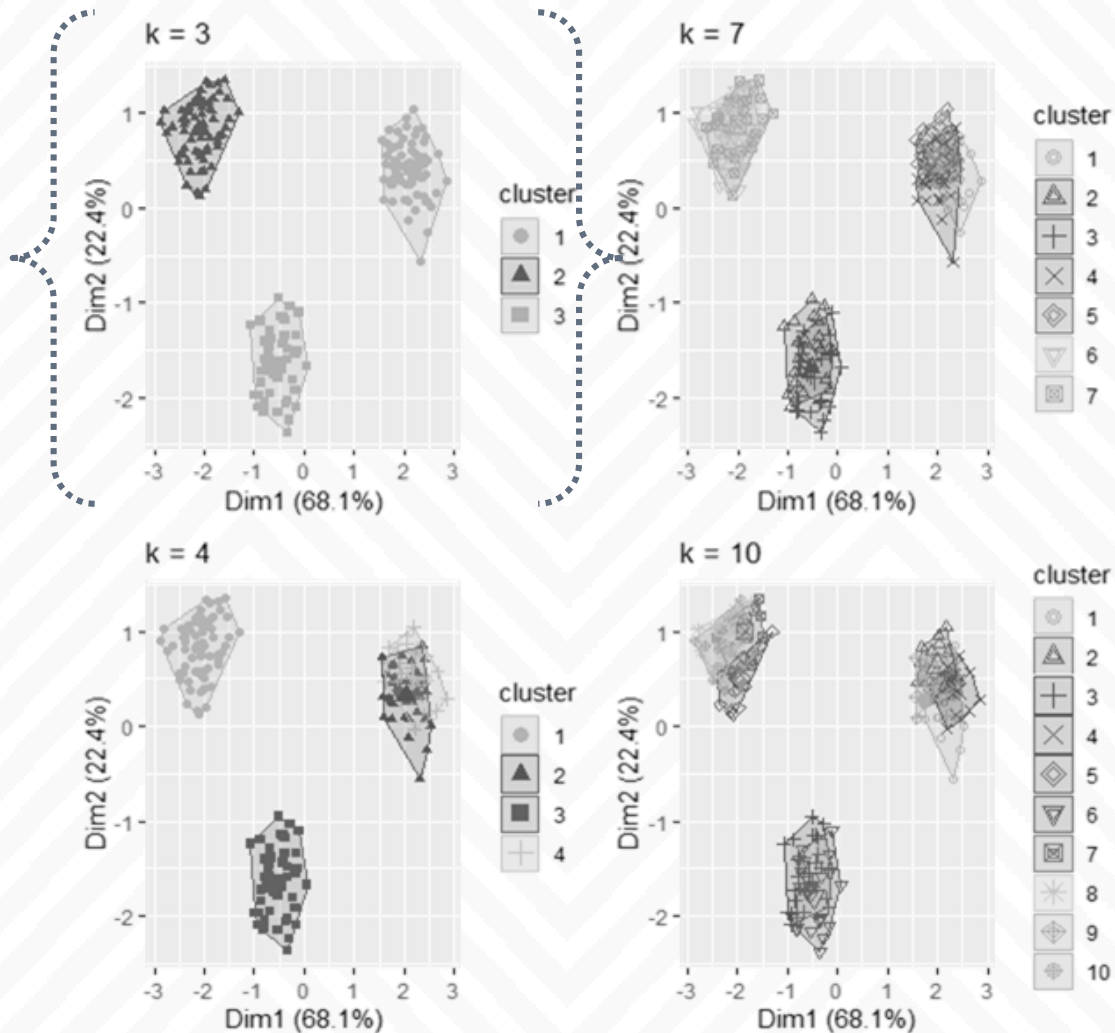 k = 3
Dim2 (22.4%)
1
0
-1
-2
-3 -2 -1 0 1 2 3
Dim1 (68.1%)
cluster
1
2
3
k = 7
Dim2 (22.4%)
1
0
-1
-2
-3 -2 -1 0 1 2 3
Dim1 (68.1%)
cluster
1
2
3
4
5
6
7
k = 4
Dim2 (22.4%)
1
0
-1
-2
-3 -2 -1 0 1 2 3
Dim1 (68.1%)
cluster
1
2
3
4
k = 10
Dim2 (22.4%)
1
0
-1
-2
-3 -2 -1 0 1 2 3
Dim1 (68.1%)
cluster
1
2
3
4
5
6
7
8
9
10